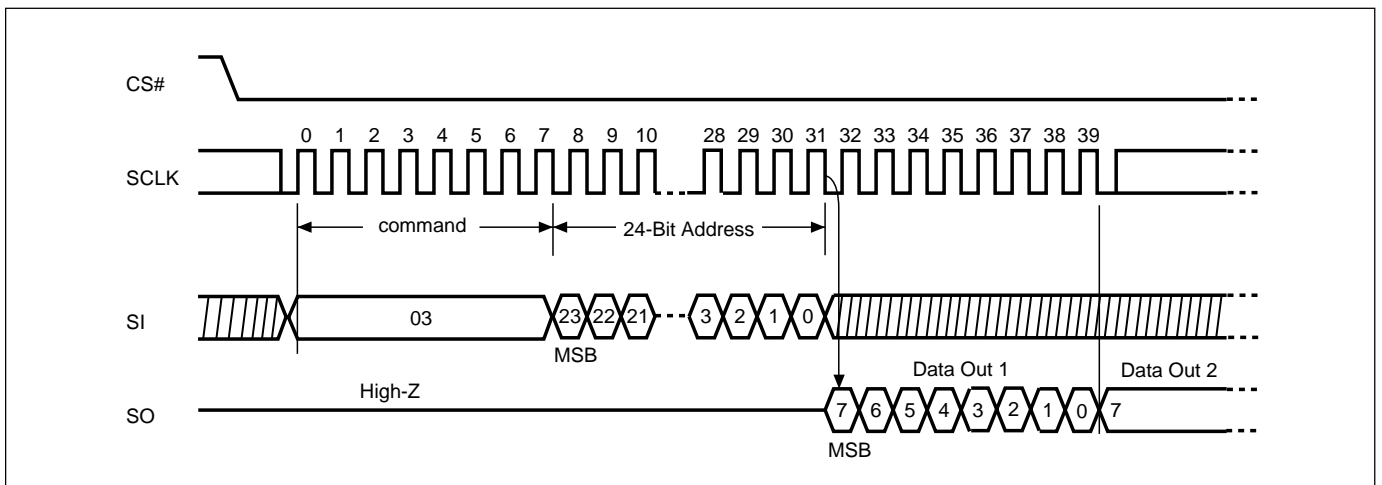 CS#
0 1 2 3 4 5 6 7 8 9 10 28 29 30 31 32 33 34 35 36 37 38 39
SCLK
command 24-Bit Address
SI 03 23 22 21 3 2 1 0
MSB
Data Out 1 Data Out 2
High-Z
SO 7 6 5 4 3 2 1 0 7
MSB